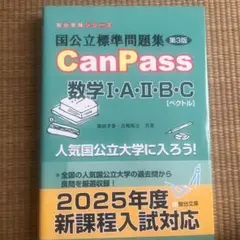 駿台受験シリーズ
国公立標準問題集 第3版
CanPass
数学I・A・II・B・C
[ベクトル]
共著
人気国公立大学に入ろう!
*全国の人気国公立大学の過去問から
良問を厳選収録!
2025年度
新課程入試対応
駿台文庫